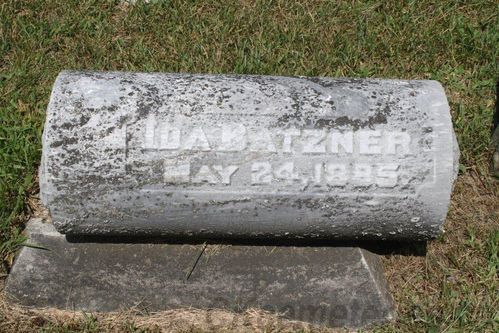 IDA BATZNER
MAY 24, 1885